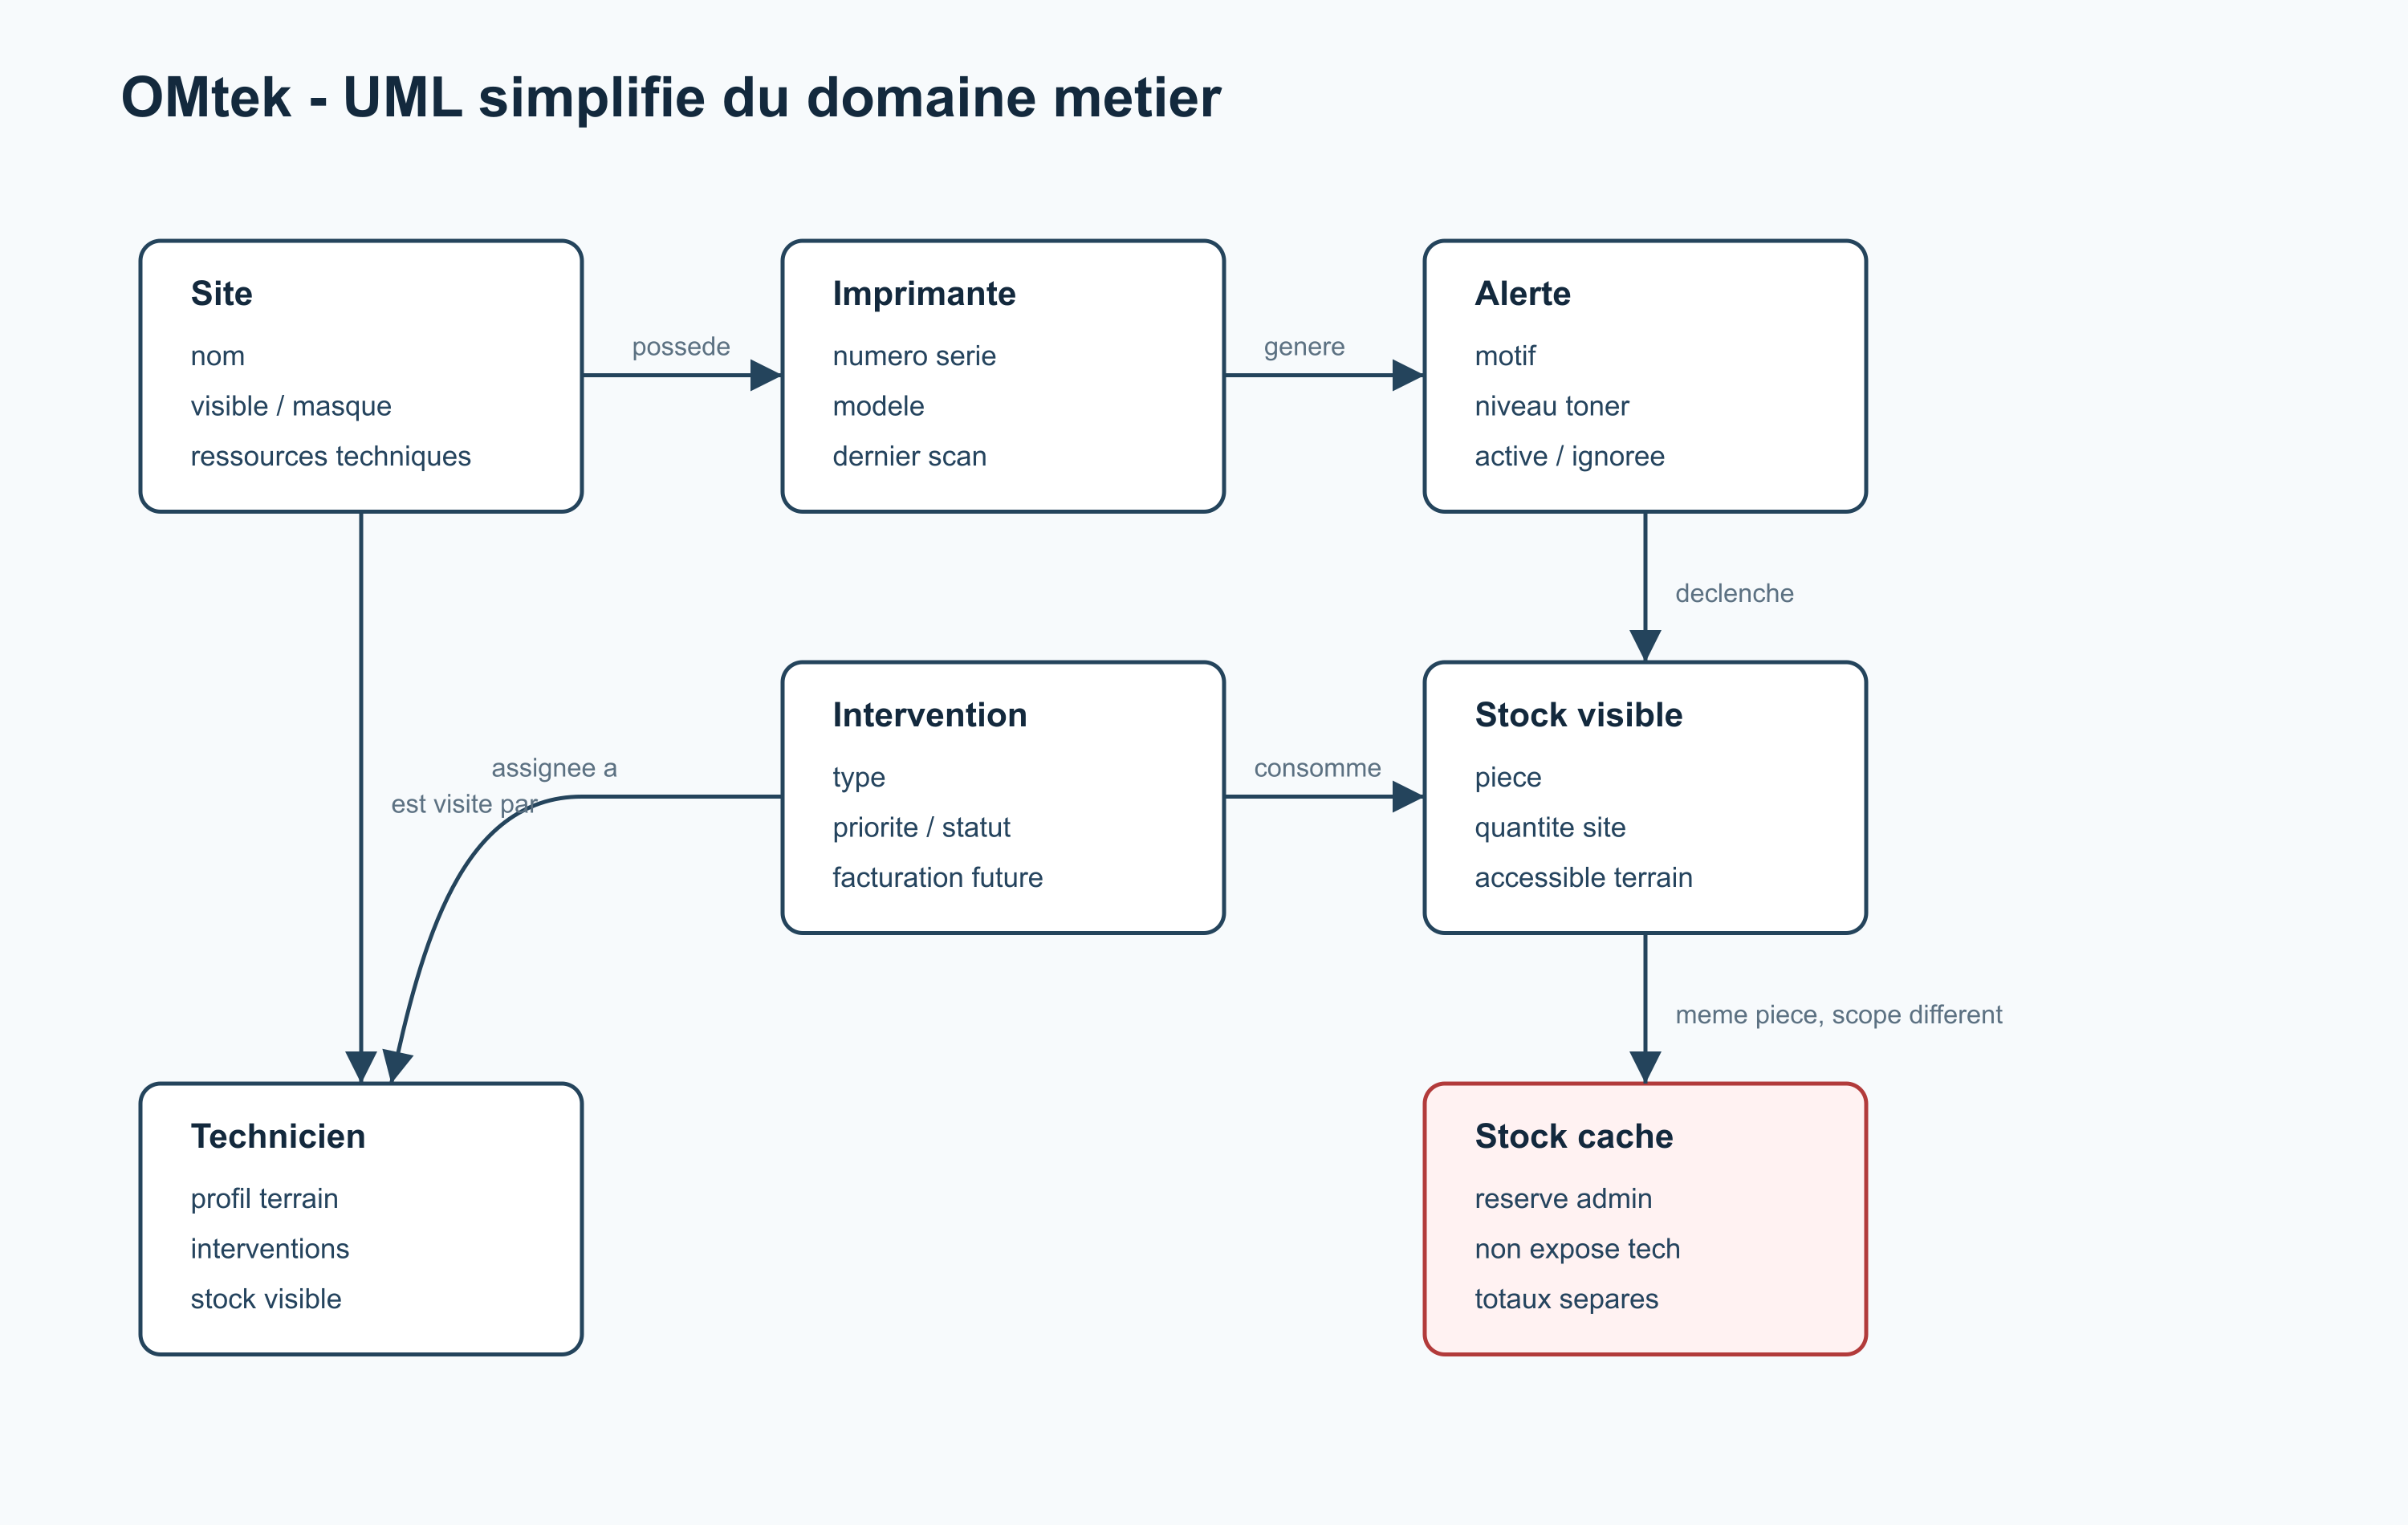 OMtek - UML simplifie du domaine metier
Site
nom
visible / masque
ressources techniques
possede
Imprimante
numero serie
modele
dernier scan
genere
Alerte
motif
niveau toner
active / ignoree
declenche
Intervention
type
priorite / statut
facturation future
assignee a
est visite par
consomme
Stock visible
piece
quantite site
accessible terrain
meme piece, scope different
Technicien
profil terrain
interventions
stock visible
Stock cache
reserve admin
non expose tech
totaux separes